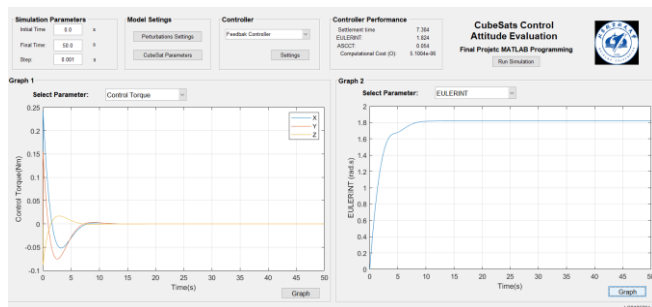 Simulation Parameters
Initial Time 0.0 s
Final Time: 50.0 s
Step: 0.001 s
Model Setings
Perturbations Settings
CubeSat Parameters
Controller
Feedbak Controller
Settings
Controller Performance
Settlement time 7.394
EULERINT 1.824
ASCCT 0.054
Computational Cost (O) 5.1004e-06
CubeSats Control
Attitude Evaluation
Final Projetc MATLAB Programming
Run Simulation
Graph 1
Select Parameter: Control Torque
0.25
0.2
0.15
0.1
0.05
0
-0.05
-0.1
Control Torque(Nm)
X
Y
Z
0 5 10 15 20 25 30 35 40 45 50
Time(s)
Graph
Graph 2
Select Parameter: EULERINT
2
1.8
1.6
1.4
1.2
1
0.8
0.6
0.4
0.2
0
EULERINT (rad.s)
0 5 10 15 20 25 30 35 40 45 50
Time(s)
Graph